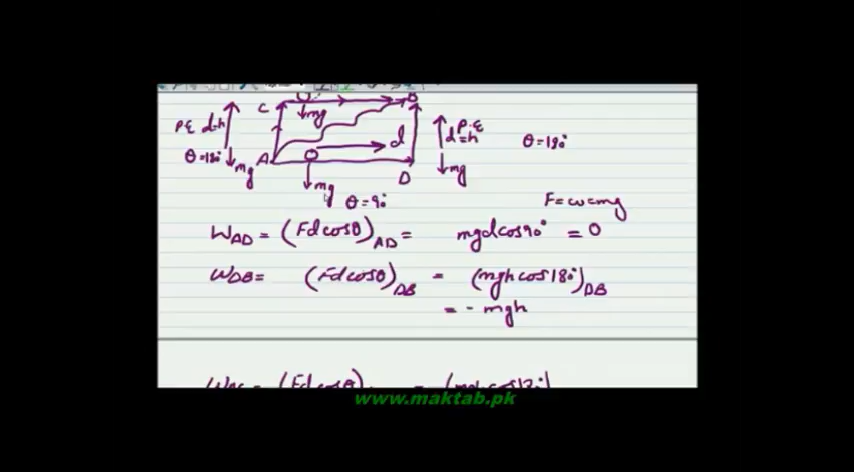 C B
mg
P.E d=h d P.E d=h θ=180°
θ=180° mg A mg
D
mg θ=90°
F=w=mg
W_AD = (Fdcosθ)_AD = mgdcos90° = 0
W_DB = (Fdcosθ)_DB = (mghcos180°)_DB
= - mgh
(Fdcosθ) =
www.maktab.pk